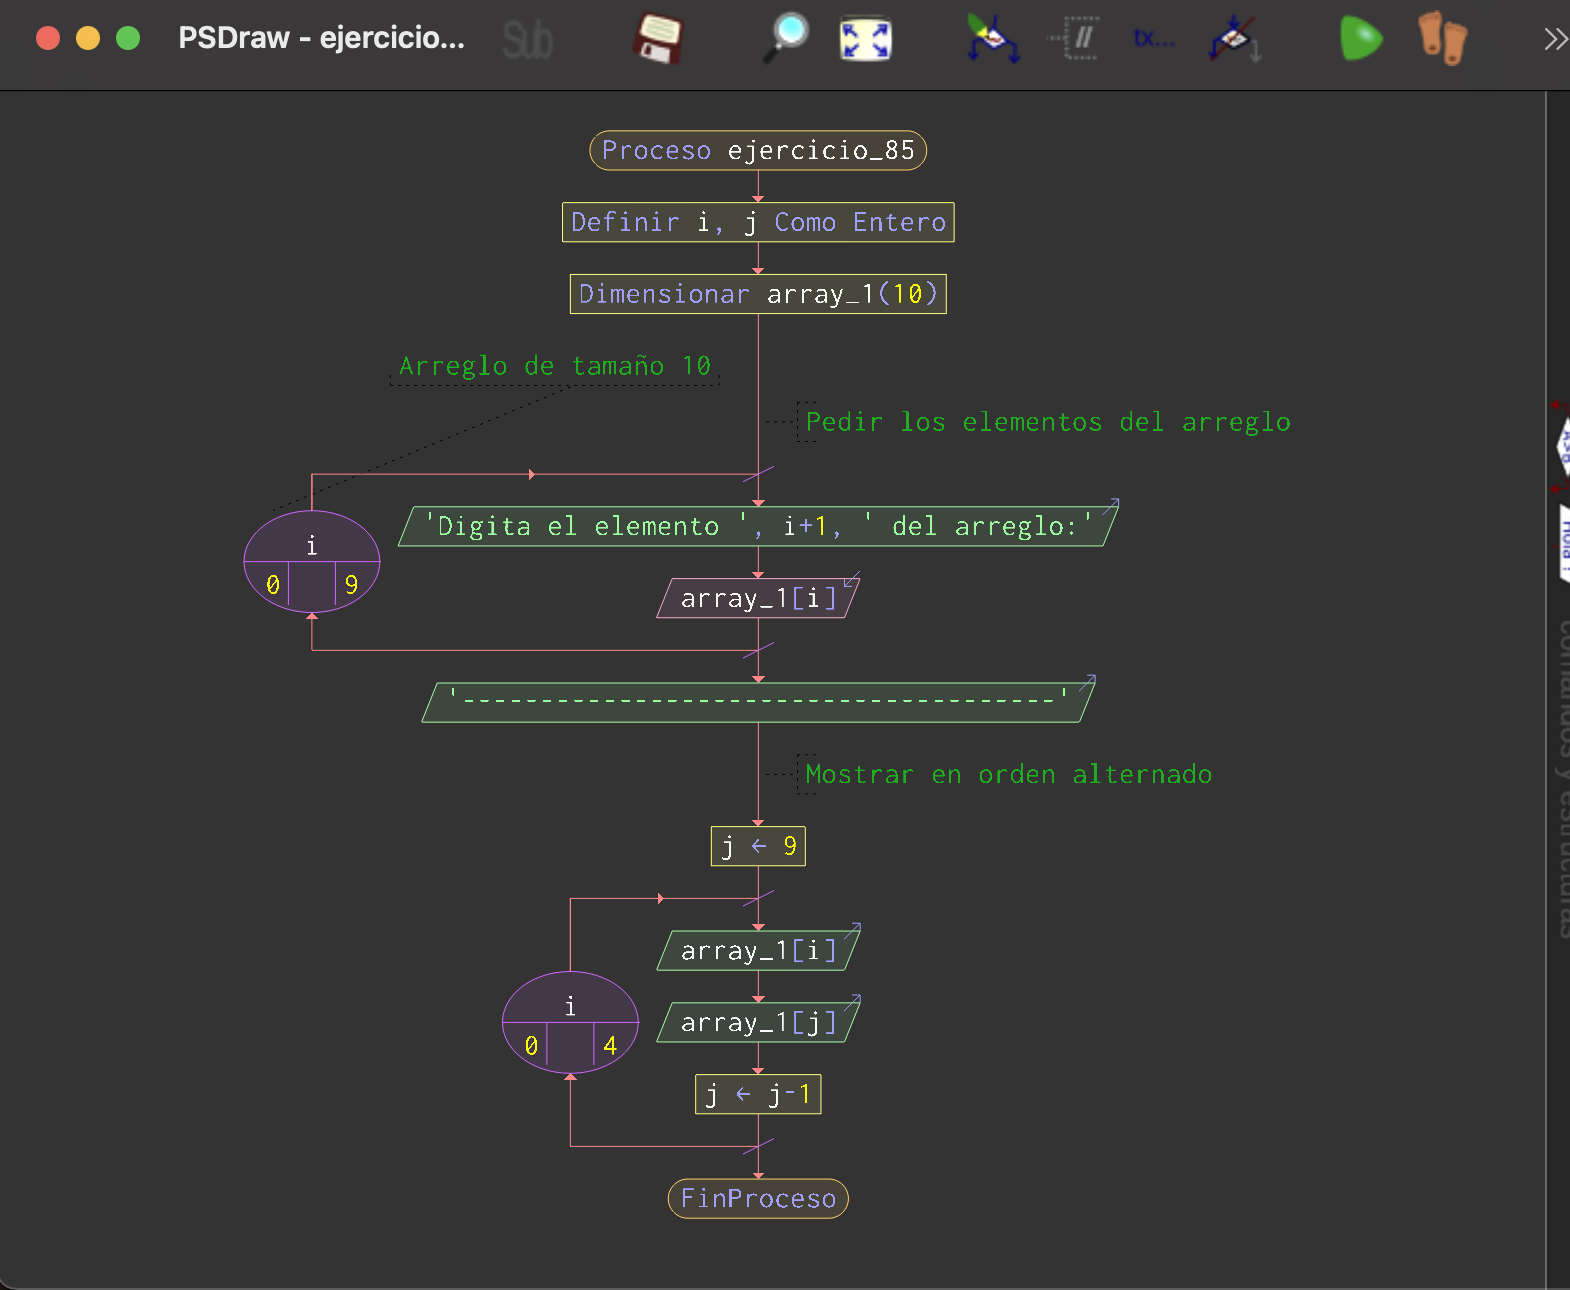 PSDraw - ejercicio...
Sub
//
tx...
Proceso ejercicio_85
Definir i, j Como Entero
Dimensionar array_1(10)
Arreglo de tamaño 10
Pedir los elementos del arreglo
'Digita el elemento ', i+1, ' del arreglo:'
i
0 9
array_1[i]
'--------------------------------------'
Mostrar en orden alternado
j ← 9
array_1[i]
i
0 4
array_1[j]
j ← j-1
FinProceso
comandos y estructuras